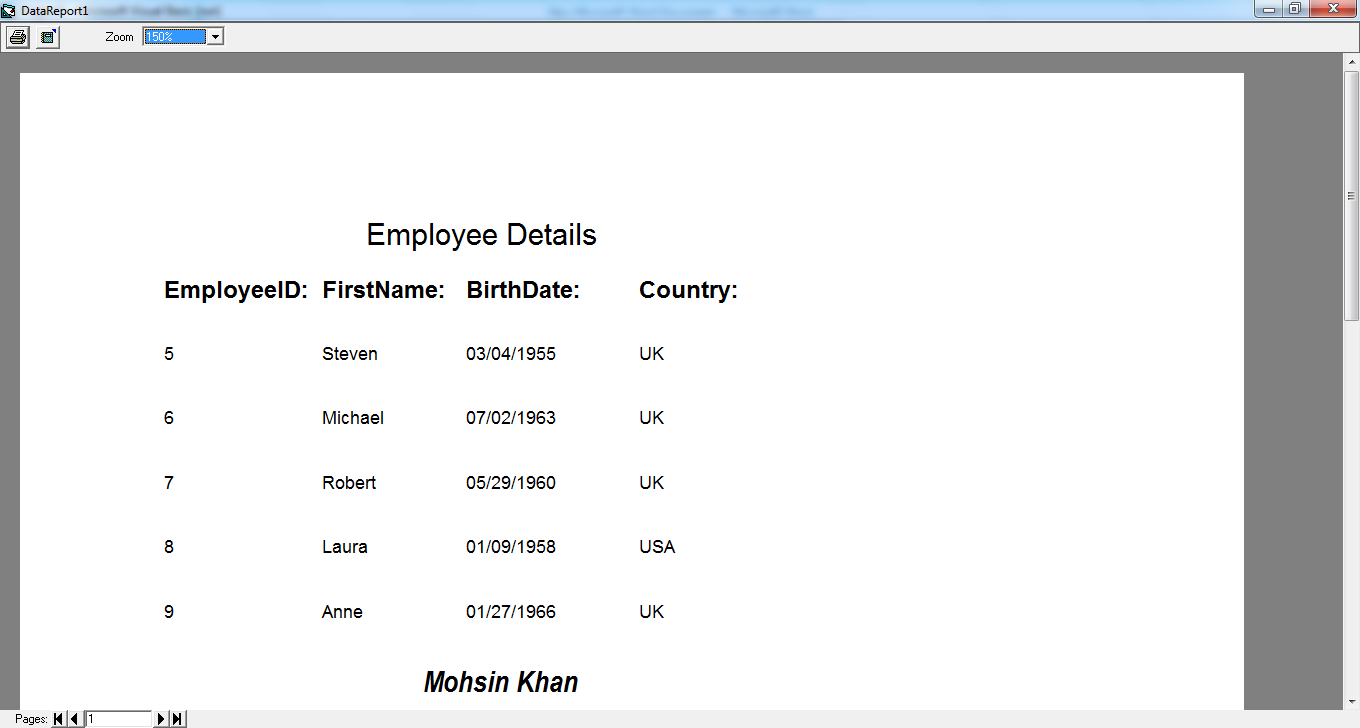 DataReport1
Zoom 150%
Employee Details
EmployeeID: FirstName: BirthDate: Country:
5 Steven 03/04/1955 UK
6 Michael 07/02/1963 UK
7 Robert 05/29/1960 UK
8 Laura 01/09/1958 USA
9 Anne 01/27/1966 UK
Mohsin Khan
Pages: 1